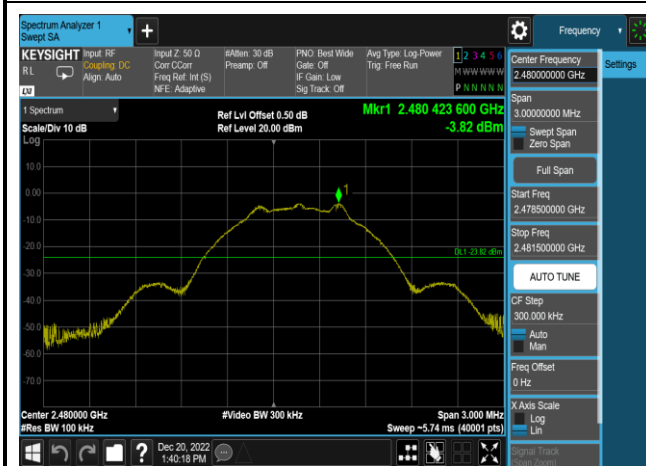 Spectrum Analyzer 1
Swept SA
+
Frequency
KEYSIGHT
RL
LXI
Input: RF
Coupling: DC
Align: Auto
Input Z: 50 Ω
Corr CCorr
Freq Ref: Int (S)
NFE: Adaptive
#Atten: 30 dB
Preamp: Off
PNO: Best Wide
Gate: Off
IF Gain: Low
Sig Track: Off
Avg Type: Log-Power
Trig: Free Run
1 2 3 4 5 6
M W W W W W
P N N N N N
1 Spectrum
Scale/Div 10 dB
Log
Ref Lvl Offset 0.50 dB
Ref Level 20.00 dBm
Mkr1 2.480 423 600 GHz
-3.82 dBm
1
10.0
0.00
-10.0
-20.0
DL1 -23.82 dBm
-30.0
-40.0
-50.0
-60.0
-70.0
Center 2.480000 GHz
#Res BW 100 kHz
#Video BW 300 kHz
Span 3.000 MHz
Sweep ~5.74 ms (40001 pts)
Dec 20, 2022
1:40:18 PM
?
Center Frequency
2.480000000 GHz
Settings
Span
3.00000000 MHz
Swept Span
Zero Span
Full Span
Start Freq
2.478500000 GHz
Stop Freq
2.481500000 GHz
AUTO TUNE
CF Step
300.000 kHz
Auto
Man
Freq Offset
0 Hz
X Axis Scale
Log
Lin
Signal Track
(Span Zoom)